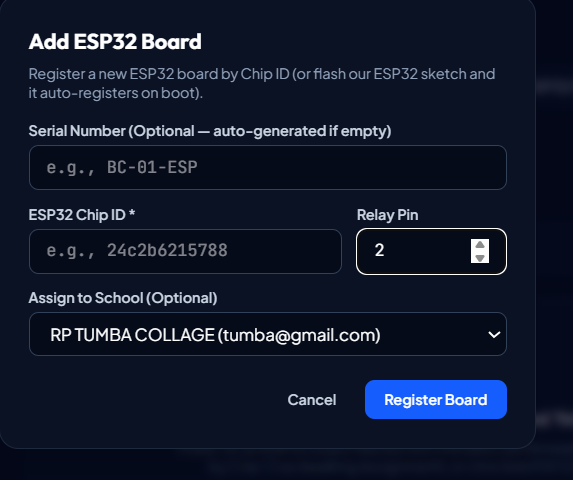 Add ESP32 Board
Register a new ESP32 board by Chip ID (or flash our ESP32 sketch and
it auto-registers on boot).
Serial Number (Optional — auto-generated if empty)
e.g., BC-01-ESP
ESP32 Chip ID * Relay Pin
e.g., 24c2b6215788 2
Assign to School (Optional)
RP TUMBA COLLAGE (tumba@gmail.com)
Cancel Register Board